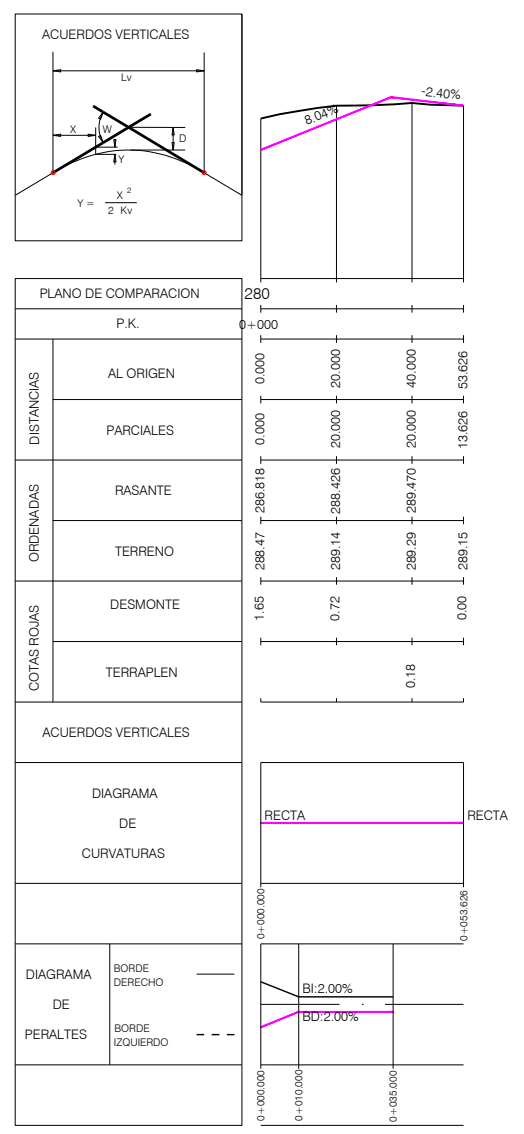 ACUERDOS VERTICALES
Lv
X
W
D
Y
Y = X 2
2 Kv
8.04%
-2.40%
PLANO DE COMPARACION 280
P.K. 0+000
DISTANCIAS
AL ORIGEN 0.000 20.000 40.000 53.626
PARCIALES 0.000 20.000 20.000 13.626
ORDENADAS
RASANTE 286.818 288.426 289.470
TERRENO 288.47 289.14 289.29 289.15
COTAS ROJAS
DESMONTE 1.65 0.72 0.00
TERRAPLEN 0.18
ACUERDOS VERTICALES
DIAGRAMA
DE
CURVATURAS
RECTA RECTA
0+000.000 0+053.626
DIAGRAMA
DE
PERALTES
BORDE
DERECHO
BORDE
IZQUIERDO
BI:2.00%
BD:2.00%
0+000.000 0+010.000 0+035.000